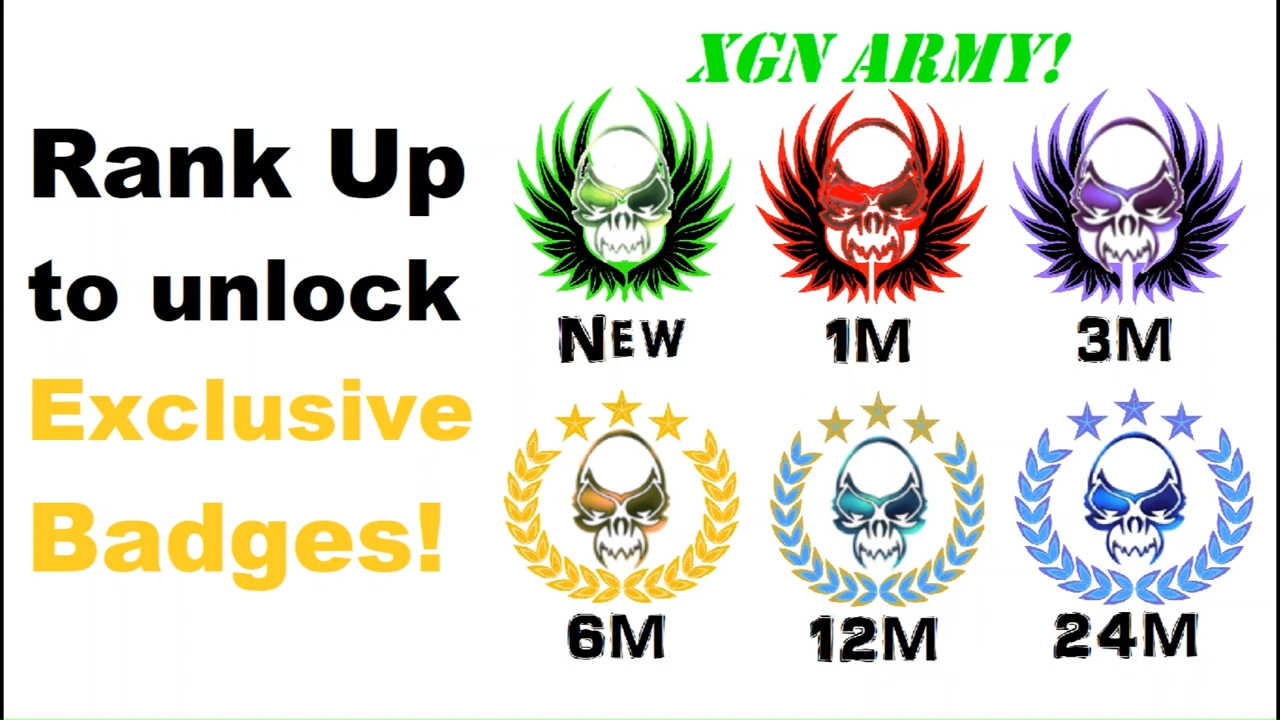 Rank Up
to unlock
Exclusive
Badges!
XGN ARMY!
New
1M
3M
6M
12M
24M